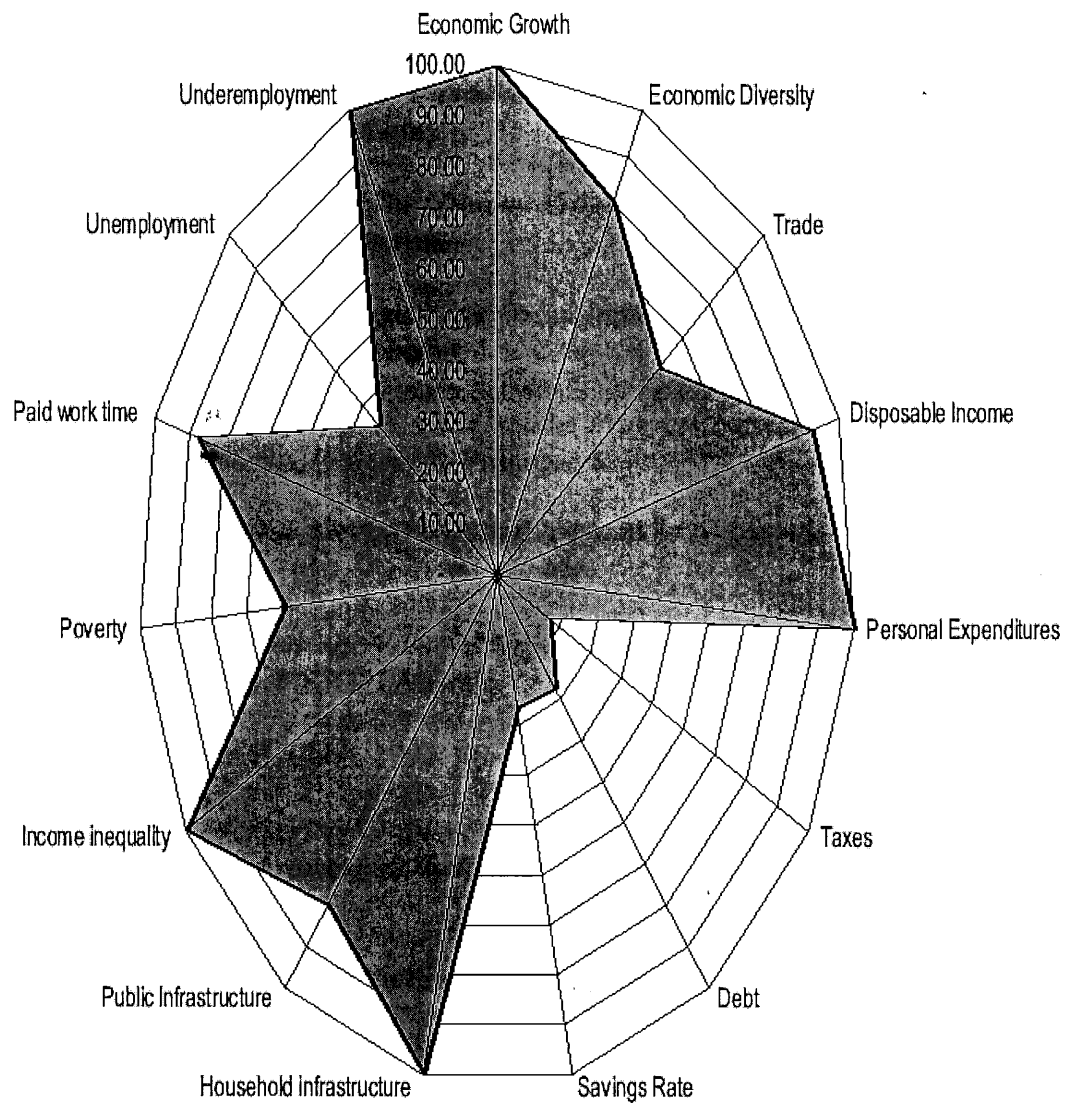 Economic Growth
100.00
Underemployment
Economic Diversity
90.00
80.00
Unemployment
70.00
Trade
60.00
50.00
40.00
Paid work time
Disposable Income
30.00
20.00
10.00
Poverty
Personal Expenditures
Income inequality
Taxes
Public Infrastructure
Debt
Household infrastructure
Savings Rate